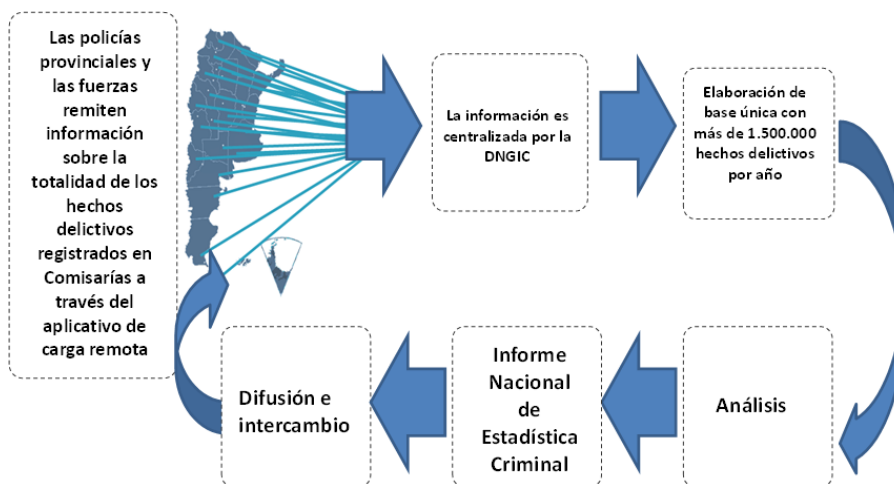 Las policías
provinciales y
las fuerzas
remiten
información
sobre la
totalidad de los
hechos
delictivos
registrados en
Comisarías a
través del
aplicativo de
carga remota
La información es
centralizada por la
DNGIC
Elaboración de
base única con
más de 1.500.000
hechos delictivos
por año
Análisis
Informe
Nacional
de
Estadística
Criminal
Difusión e
intercambio